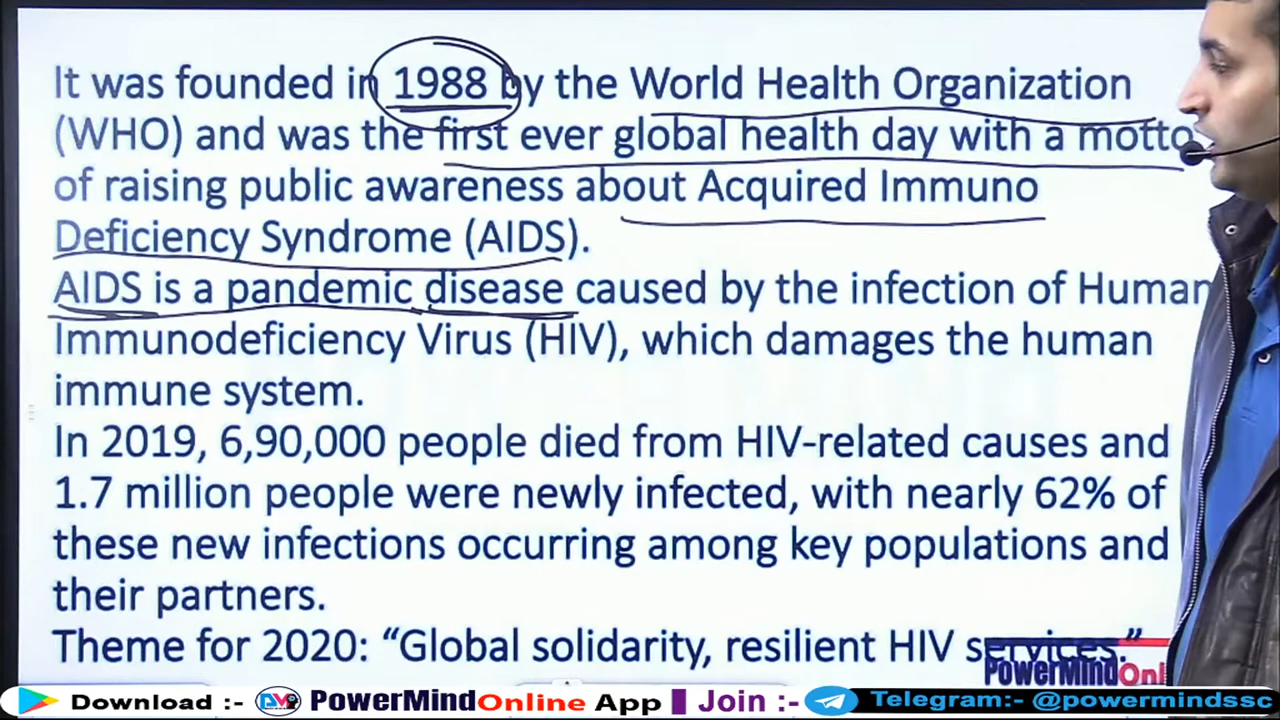 It was founded in 1988 by the World Health Organization
(WHO) and was the first ever global health day with a motto
of raising public awareness about Acquired Immuno
Deficiency Syndrome (AIDS).
AIDS is a pandemic disease caused by the infection of Human
Immunodeficiency Virus (HIV), which damages the human
immune system.
In 2019, 6,90,000 people died from HIV-related causes and
1.7 million people were newly infected, with nearly 62% of
these new infections occurring among key populations and
their partners.
Theme for 2020: “Global solidarity, resilient HIV services.”
PowerMindOnl
Download :- PowerMindOnline App Join :- Telegram:- @powermindssc